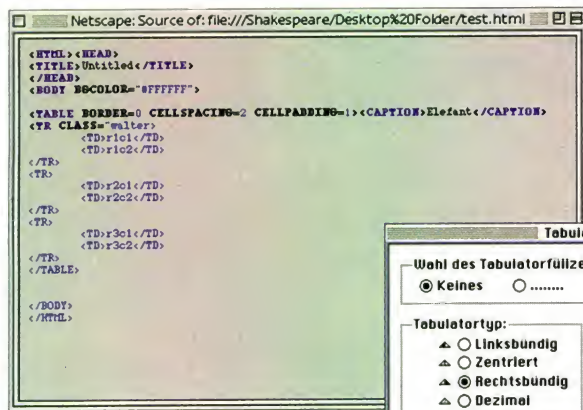 Netscape: Source of: file:///Shakespeare/Desktop%20Folder/test.html
<HTML><HEAD>
<TITLE>Untitled</TITLE>
</HEAD>
<BODY BGCOLOR="#FFFFFF">
<TABLE BORDER=0 CELLSPACING=2 CELLPADDING=1><CAPTION>Elefant</CAPTION>
<TR CLASS="walter>
<TD>r1c1</TD>
<TD>r1c2</TD>
</TR>
<TR>
<TD>r2c1</TD>
<TD>r2c2</TD>
</TR>
<TR>
<TD>r3c1</TD>
<TD>r3c2</TD>
</TR>
</TABLE>
</BODY>
</HTML>
Tabula
Wahl des Tabulatorfüllze
Keines ........
Tabulatortyp:
Linksbündig
Zentriert
Rechtsbündig
Dezimal